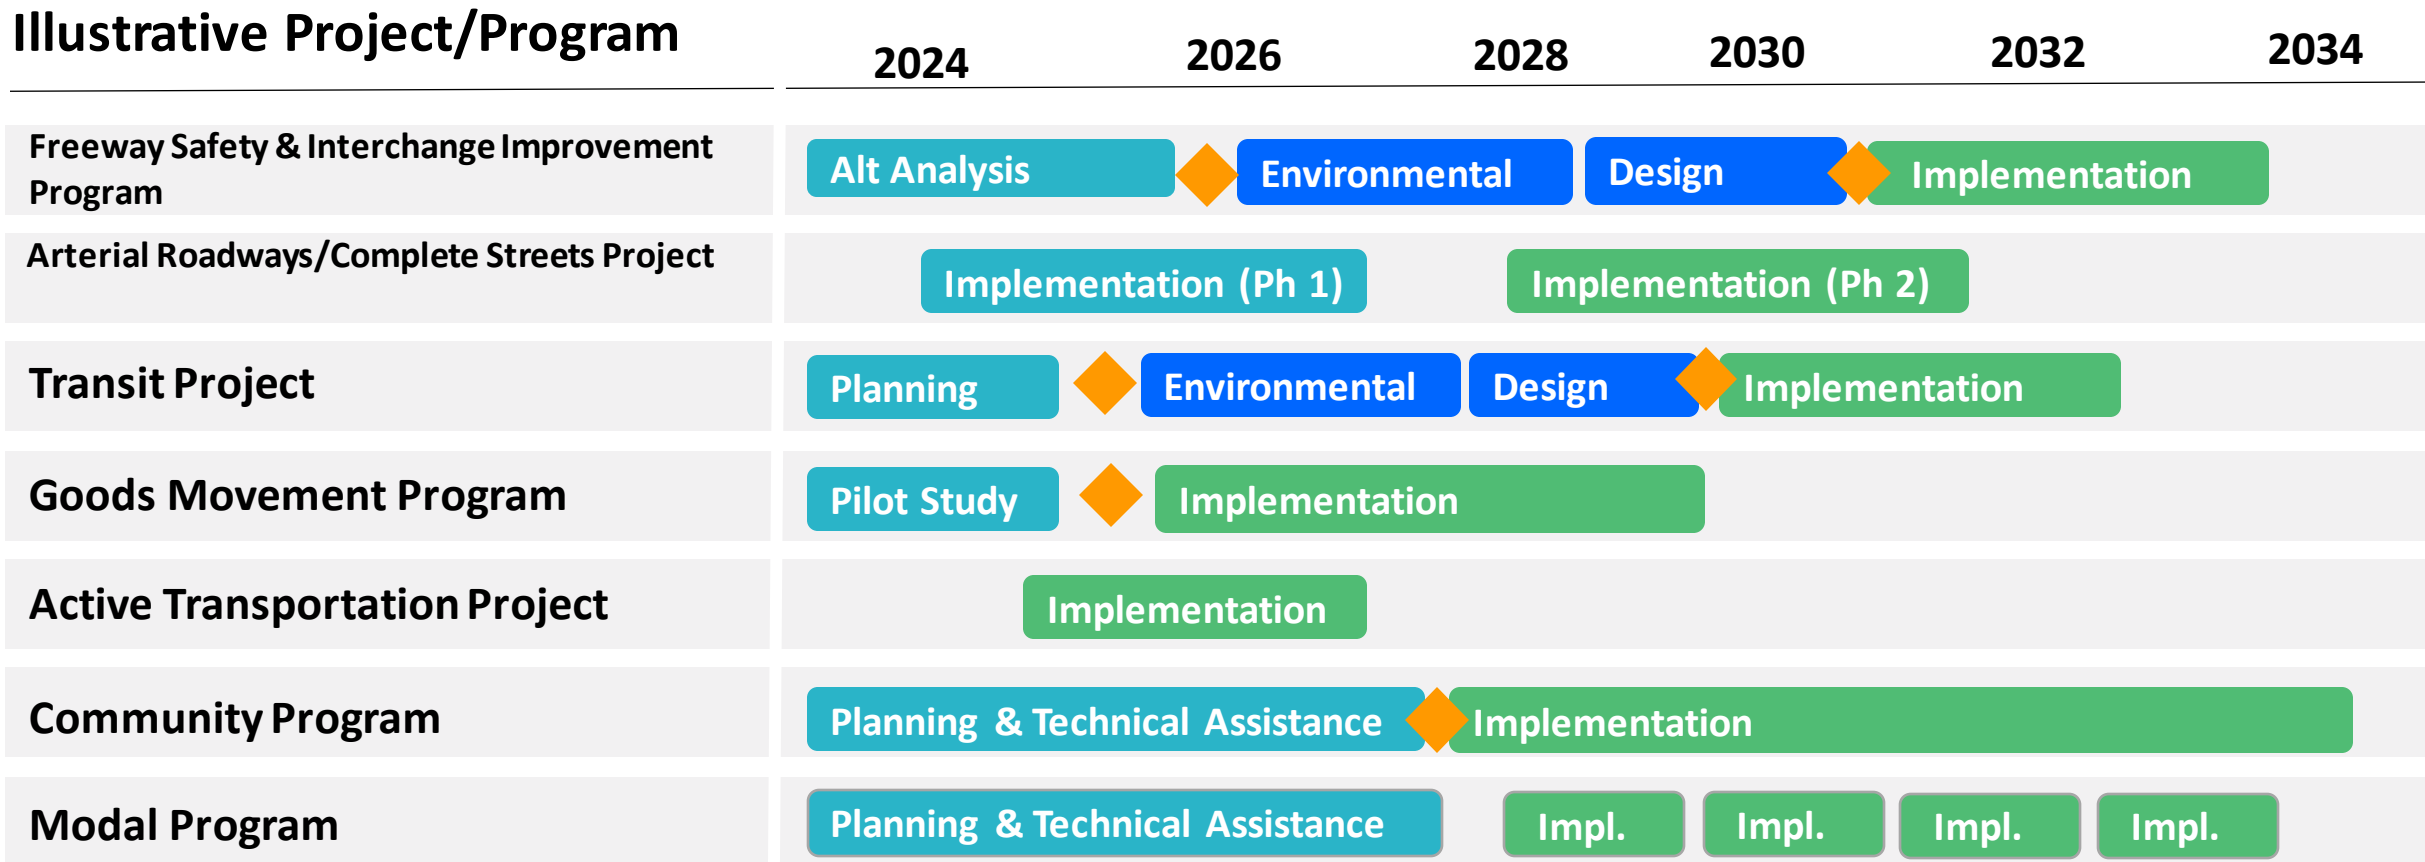 Illustrative Project/Program
2024 2026 2028 2030 2032 2034
Freeway Safety & Interchange Improvement
Program
Alt Analysis Environmental Design Implementation
Arterial Roadways/Complete Streets Project
Implementation (Ph 1) Implementation (Ph 2)
Transit Project
Planning Environmental Design Implementation
Goods Movement Program
Pilot Study Implementation
Active Transportation Project
Implementation
Community Program
Planning & Technical Assistance Implementation
Modal Program
Planning & Technical Assistance Impl. Impl. Impl. Impl.